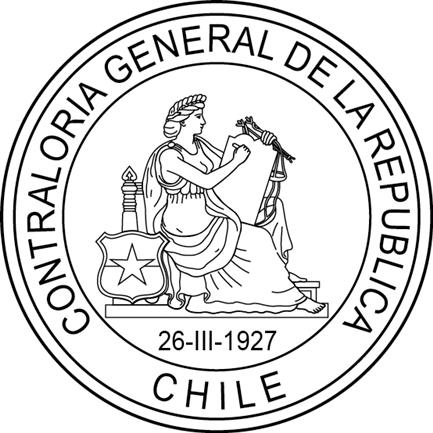 CONTRALORIA GENERAL DE LA REPUBLICA
26-III-1927
CHILE